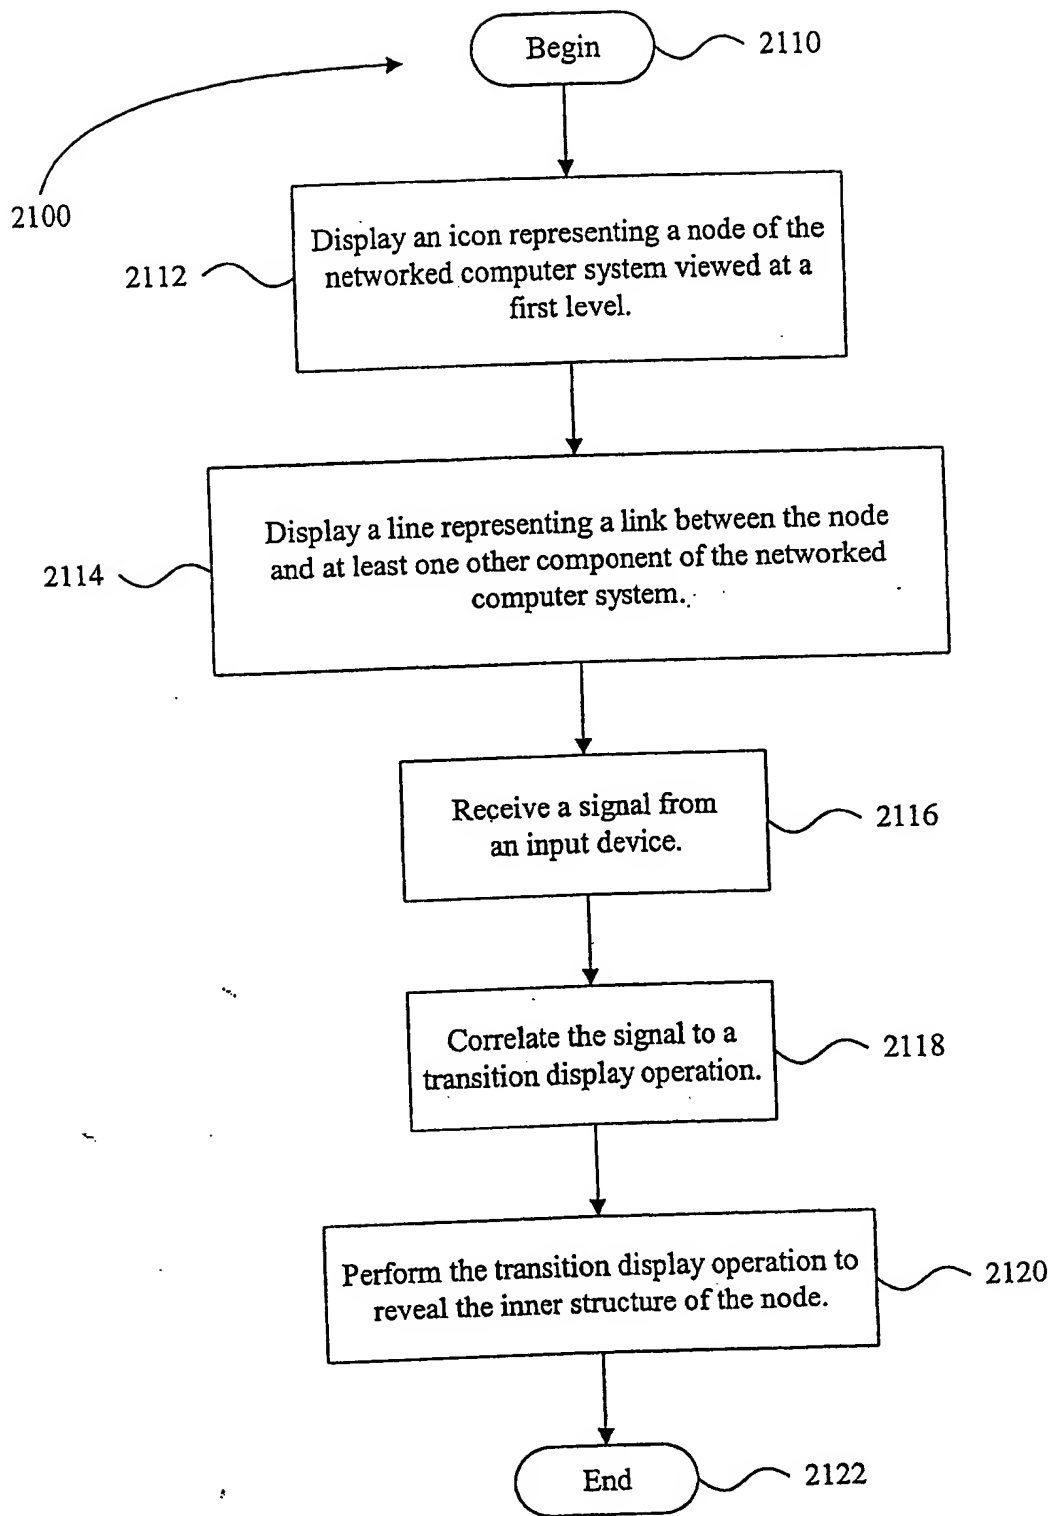 Begin
2110
2100
Display an icon representing a node of the
networked computer system viewed at a
first level.
2112
Display a line representing a link between the node
and at least one other component of the networked
computer system.
2114
Receive a signal from
an input device.
2116
Correlate the signal to a
transition display operation.
2118
Perform the transition display operation to
reveal the inner structure of the node.
2120
End
2122